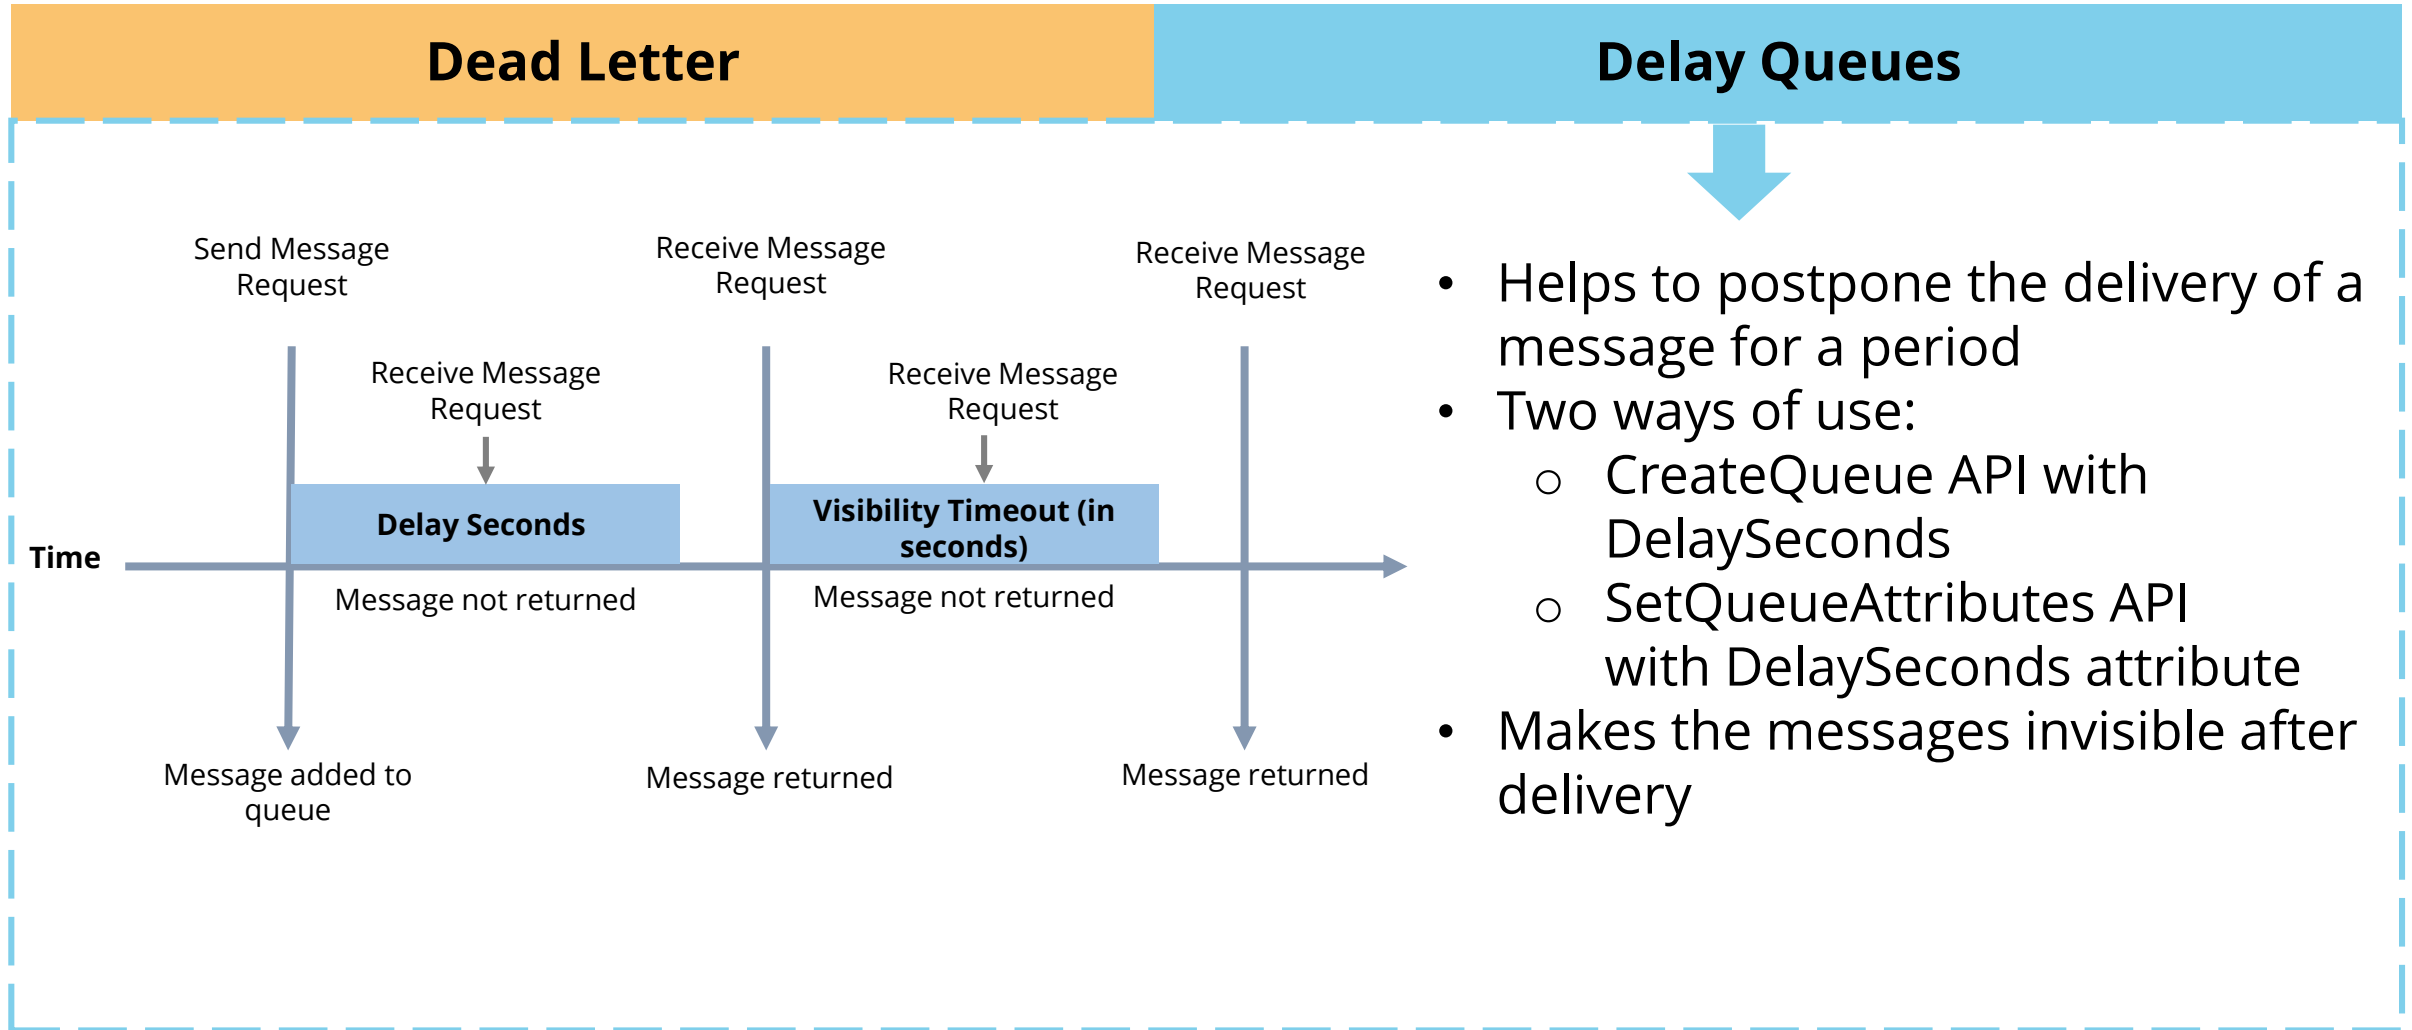 Dead Letter
Delay Queues
Send Message
Request
Receive Message
Request
Receive Message
Request
Receive Message
Request
Receive Message
Request
Delay Seconds
Visibility Timeout (in
seconds)
Time
Message not returned
Message not returned
Message added to
queue
Message returned
Message returned
• Helps to postpone the delivery of a
message for a period
• Two ways of use:
o CreateQueue API with
DelaySeconds
o SetQueueAttributes API
with DelaySeconds attribute
• Makes the messages invisible after
delivery